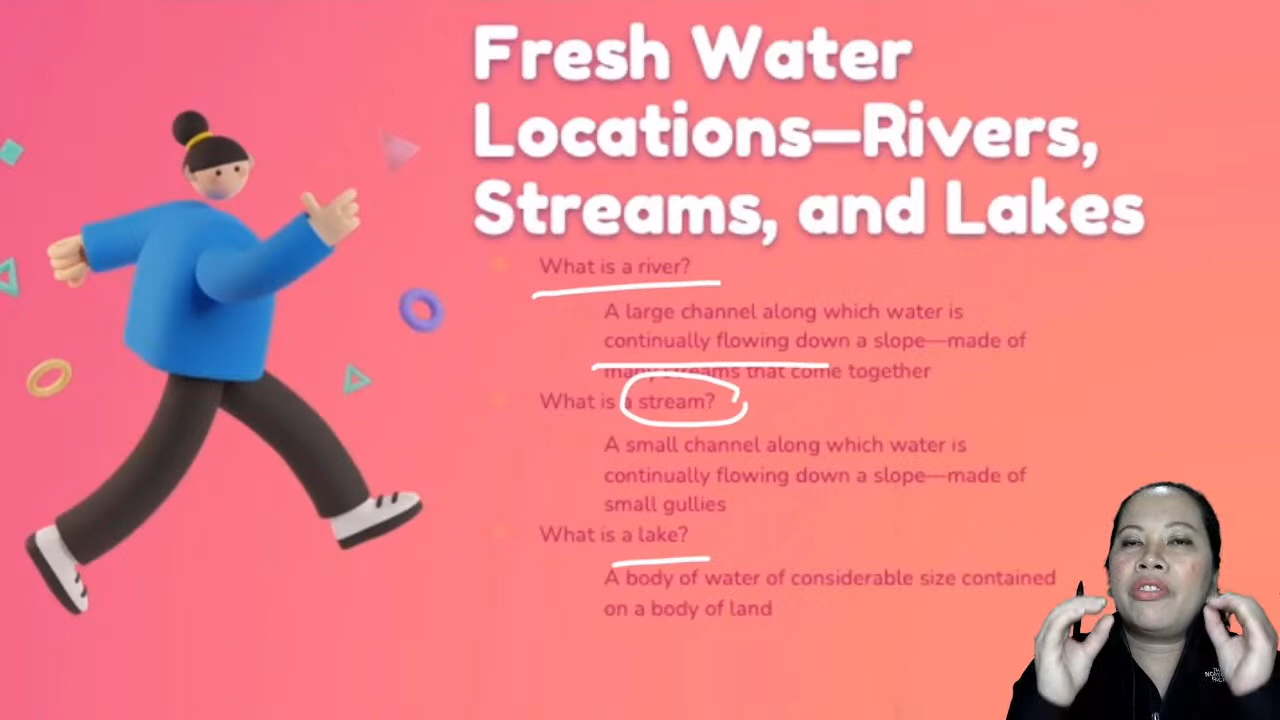 Fresh Water
Locations—Rivers,
Streams, and Lakes
What is a river?
A large channel along which water is
continually flowing down a slope—made of
many streams that come together
What is a stream?
A small channel along which water is
continually flowing down a slope—made of
small gullies
What is a lake?
A body of water of considerable size contained
on a body of land